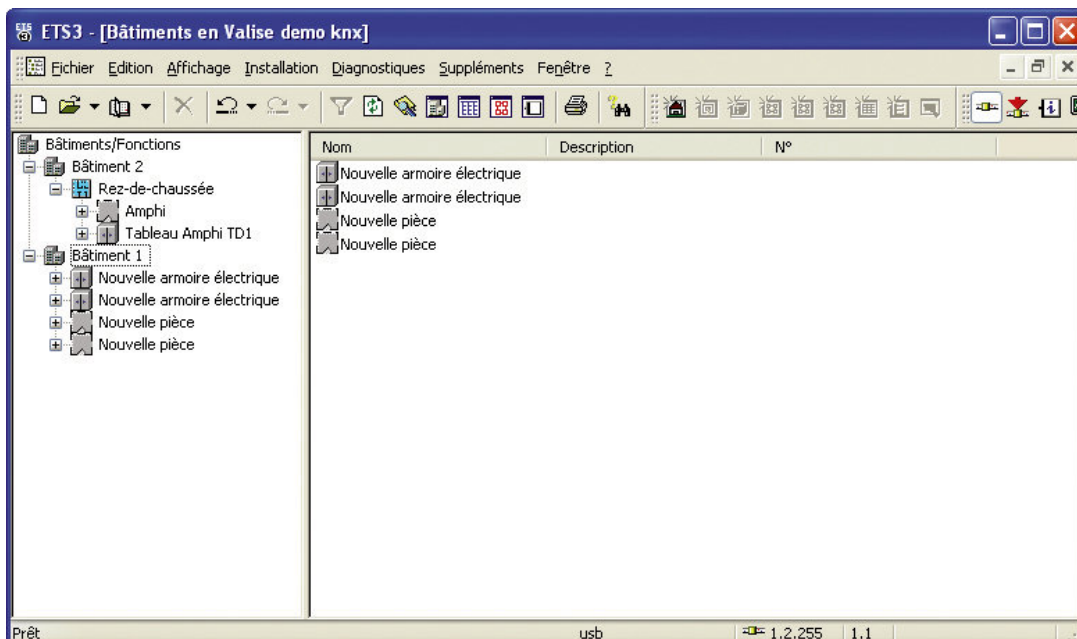 ETS3 - [Bâtiments en Valise demo knx]
Fichier Edition Affichage Installation Diagnostiques Suppléments Fenêtre ?
Bâtiments/Fonctions
Bâtiment 2
Rez-de-chaussée
Amphi
Tableau Amphi TD1
Bâtiment 1
Nouvelle armoire électrique
Nouvelle armoire électrique
Nouvelle pièce
Nouvelle pièce
Nom Description N°
Nouvelle armoire électrique
Nouvelle armoire électrique
Nouvelle pièce
Nouvelle pièce
Prêt usb 1.2.255 1.1